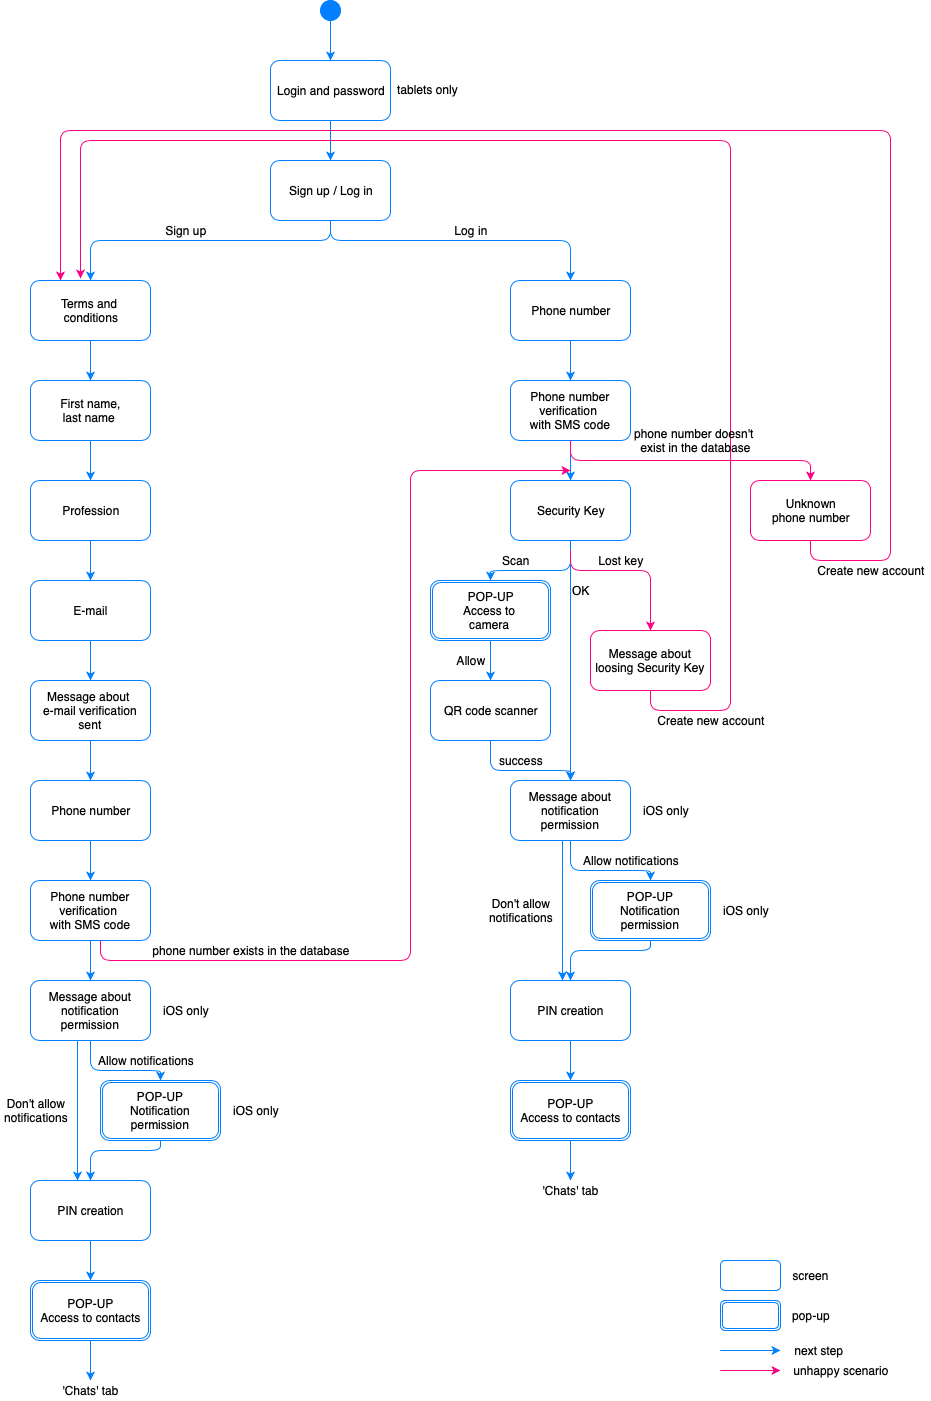 Login and password
tablets only
Sign up / Log in
Sign up
Log in
Terms and
conditions
Phone number
First name,
last name
Phone number
verification
with SMS code
phone number doesn't
exist in the database
Profession
Security Key
Unknown
phone number
Create new account
Scan
Lost key
OK
E-mail
POP-UP
Access to
camera
Allow
Message about
loosing Security Key
Create new account
Message about
e-mail verification
sent
QR code scanner
success
Phone number
Message about
notification
permission
iOS only
Allow notifications
Don't allow
notifications
POP-UP
Notification
permission
iOS only
Phone number
verification
with SMS code
phone number exists in the database
Message about
notification
permission
iOS only
PIN creation
Allow notifications
Don't allow
notifications
POP-UP
Notification
permission
iOS only
POP-UP
Access to contacts
'Chats' tab
PIN creation
POP-UP
Access to contacts
'Chats' tab
screen
pop-up
next step
unhappy scenario